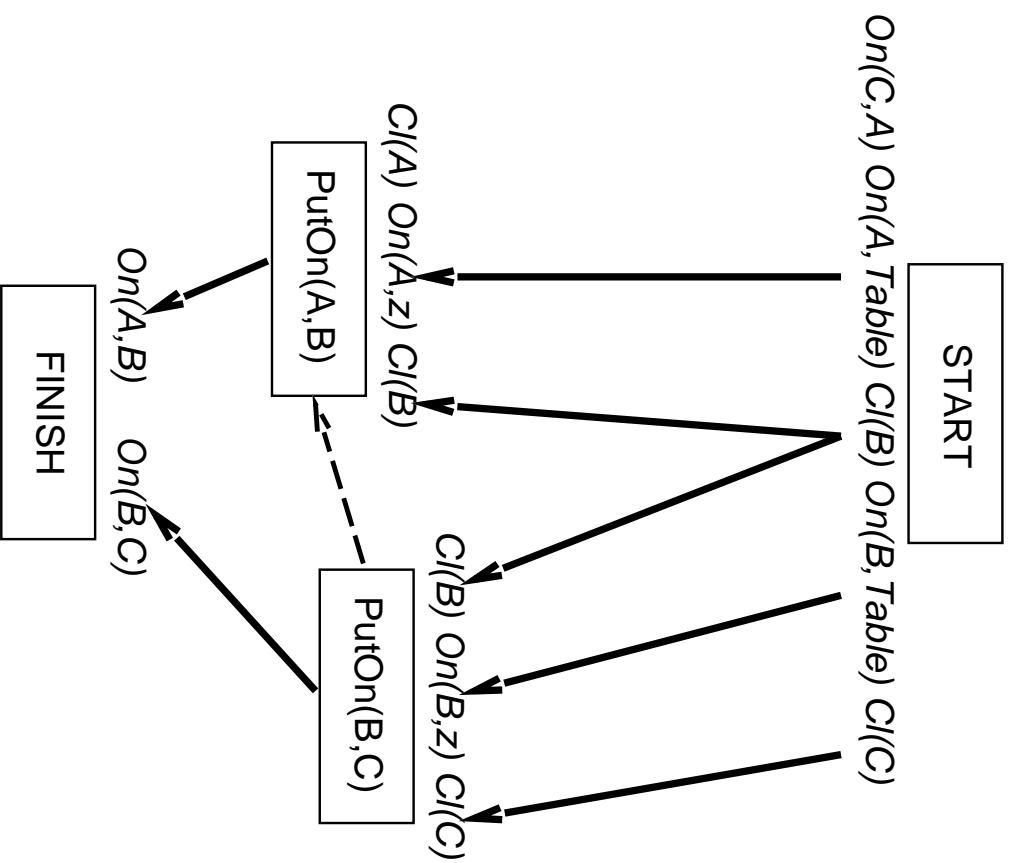 START
On(C,A) On(A,Table) Cl(B) On(B,Table) Cl(C)
Cl(B) On(B,z) Cl(C)
Cl(A) On(A,z) Cl(B)
PutOn(B,C)
PutOn(A,B)
On(A,B) On(B,C)
FINISH